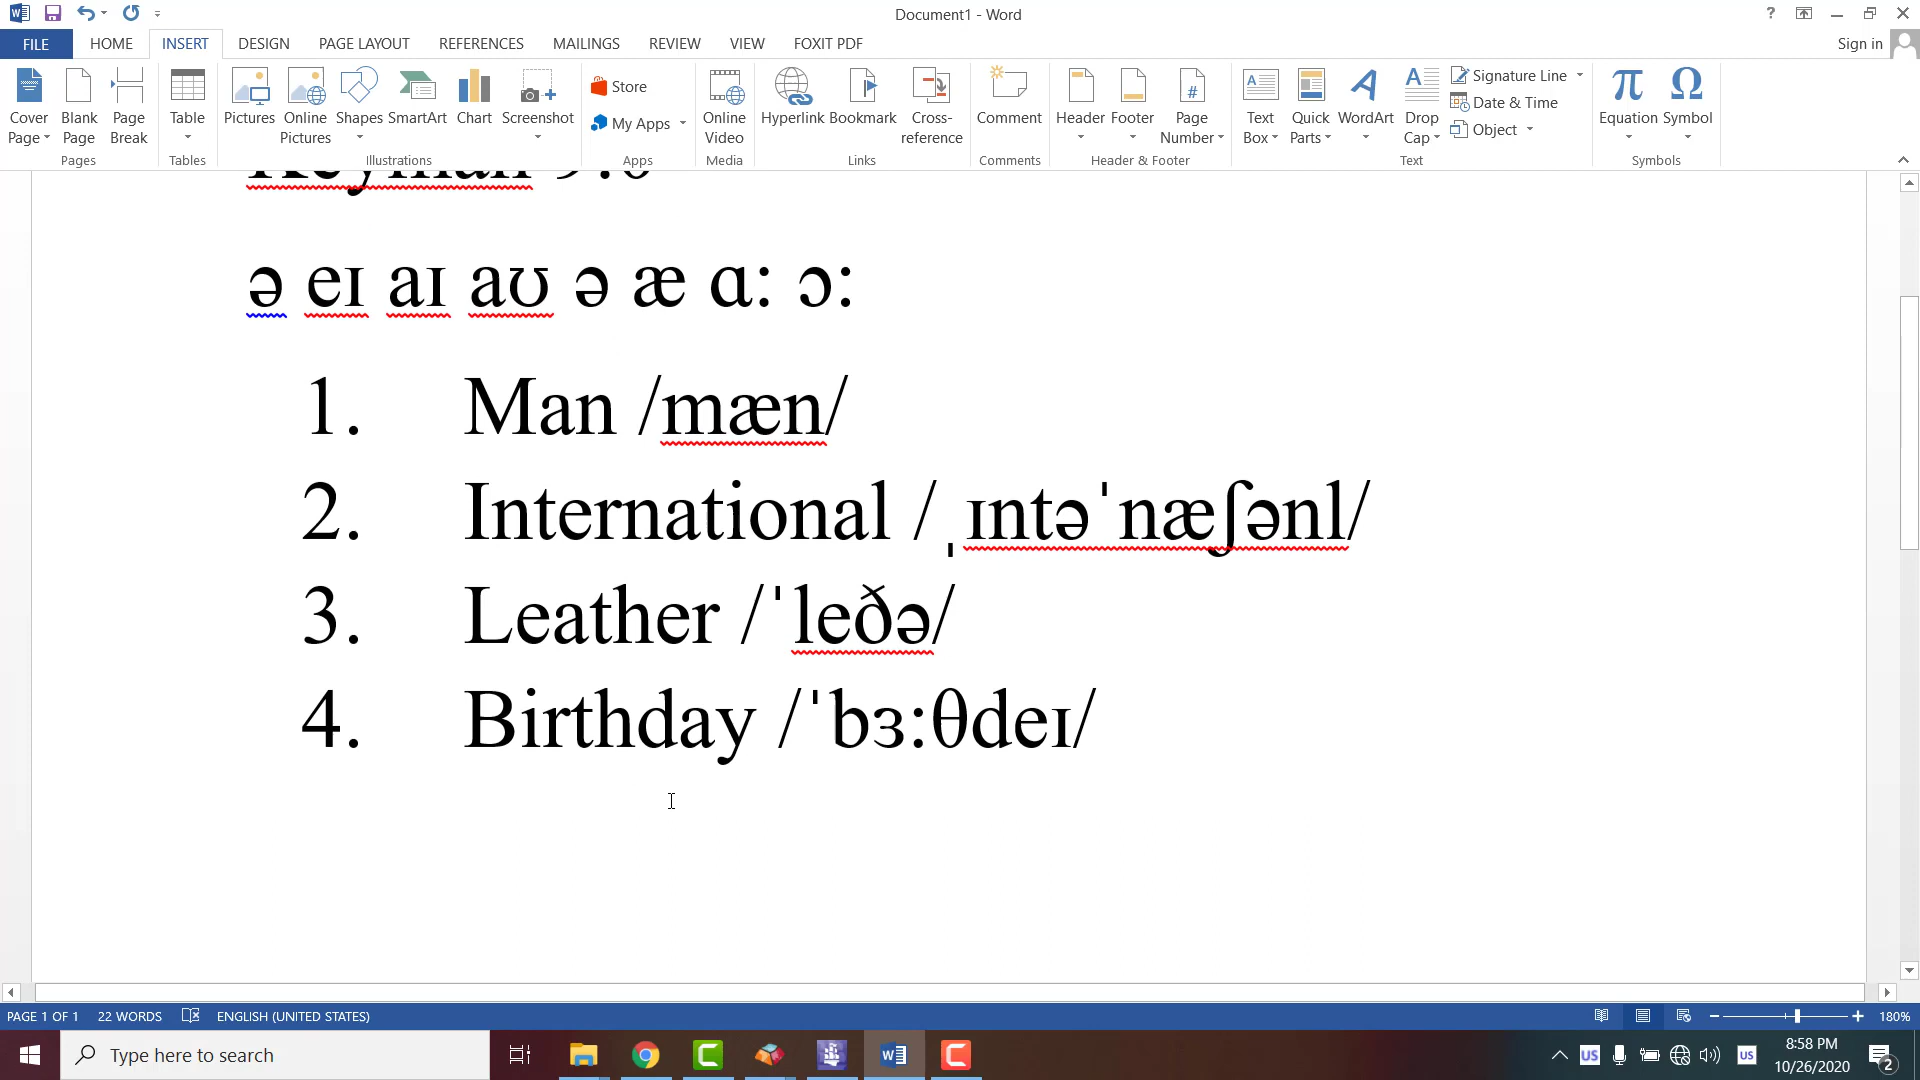 Document1 - Word
?
FILE HOME INSERT DESIGN PAGE LAYOUT REFERENCES MAILINGS REVIEW VIEW FOXIT PDF Sign in
Cover Page
Blank Page
Page Break
Table
Pictures
Online Pictures
Shapes
SmartArt
Chart
Screenshot
Store
My Apps
Online Video
Hyperlink
Bookmark
Cross-reference
Comment
Header
Footer
Page Number
Text Box
Quick Parts
WordArt
Drop Cap
Signature Line
Date & Time
Object
Equation
Symbol
Pages Tables Illustrations Apps Media Links Comments Header & Footer Text Symbols
ə eɪ aɪ aʊ ə æ ɑ: ɔ:
1. Man /mæn/
2. International /ˌɪntəˈnæʃənl/
3. Leather /ˈleðə/
4. Birthday /ˈbɜ:θdeɪ/
PAGE 1 OF 1 22 WORDS ENGLISH (UNITED STATES) 180%
Type here to search
US
US
8:58 PM
10/26/2020
2